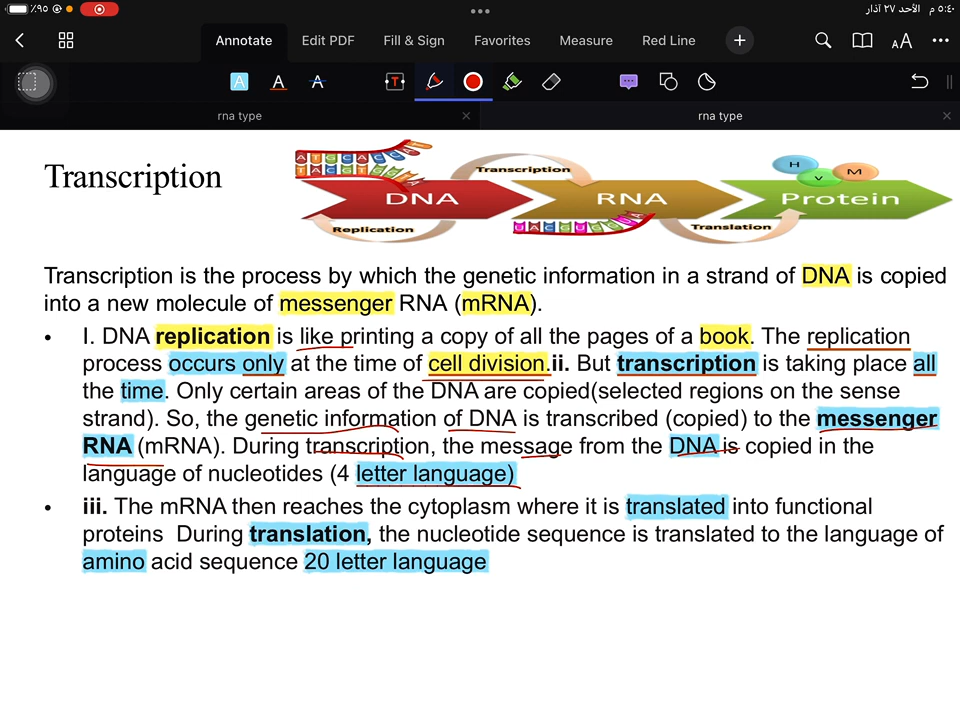 ٪٩٥ ٥:٤٠ م الأحد ٢٧ آذار
Annotate Edit PDF Fill & Sign Favorites Measure Red Line + AA
A A A T
rna type × rna type ×
Transcription
ATGCACCA
TACGTGG
Transcription
H V M
DNA RNA Protein
Replication UACGUGGUA Translation
Transcription is the process by which the genetic information in a strand of DNA is copied
into a new molecule of messenger RNA (mRNA).
• I. DNA replication is like printing a copy of all the pages of a book. The replication
process occurs only at the time of cell division.ii. But transcription is taking place all
the time. Only certain areas of the DNA are copied(selected regions on the sense
strand). So, the genetic information of DNA is transcribed (copied) to the messenger
RNA (mRNA). During transcription, the message from the DNA is copied in the
language of nucleotides (4 letter language)
• iii. The mRNA then reaches the cytoplasm where it is translated into functional
proteins During translation, the nucleotide sequence is translated to the language of
amino acid sequence 20 letter language